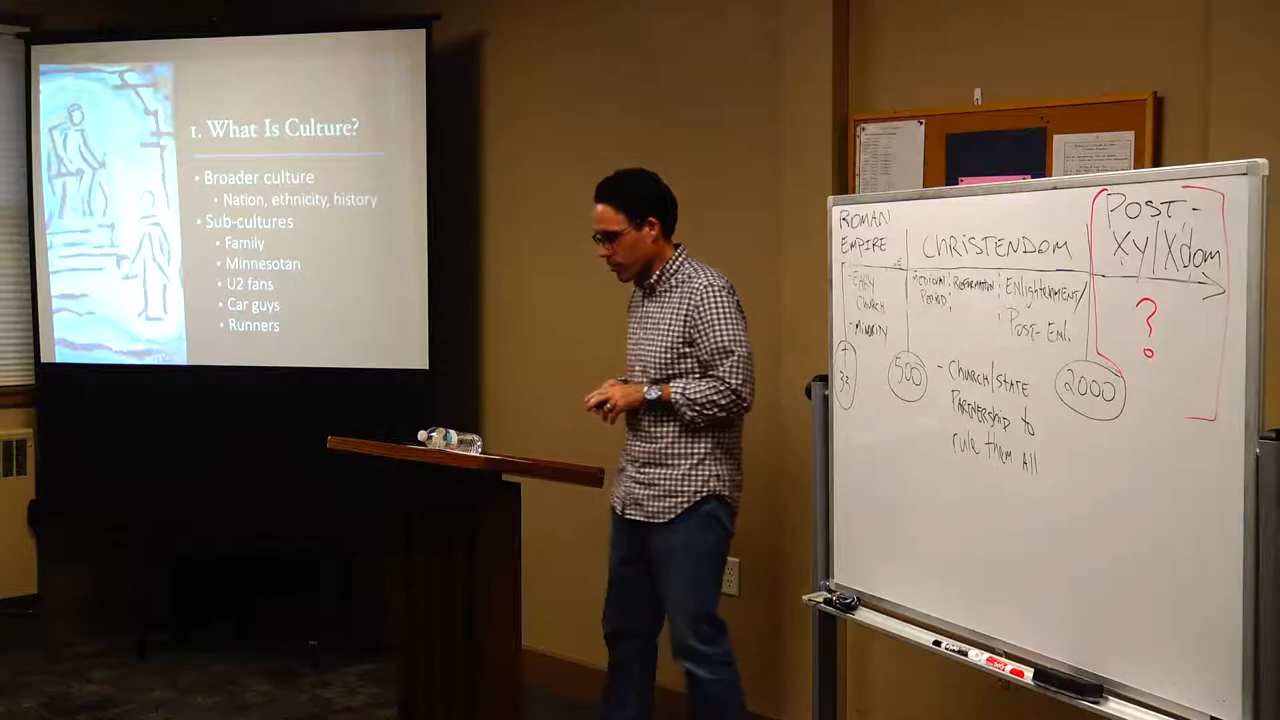 1. What Is Culture?
• Broader culture
• Nation, ethnicity, history
• Sub-cultures
• Family
• Minnesotan
• U2 fans
• Car guys
• Runners
ROMAN
EMPIRE
CHRISTENDOM
POST-
Xy/Xdom
-EARLY
CHURCH
-MINORITY
MEDIEVAL
PERIOD
REFORMATION
ENLIGHTENMENT/
POST-ENL.
?
33
500
2000
- CHURCH/STATE
PARTNERSHIP to
rule them All